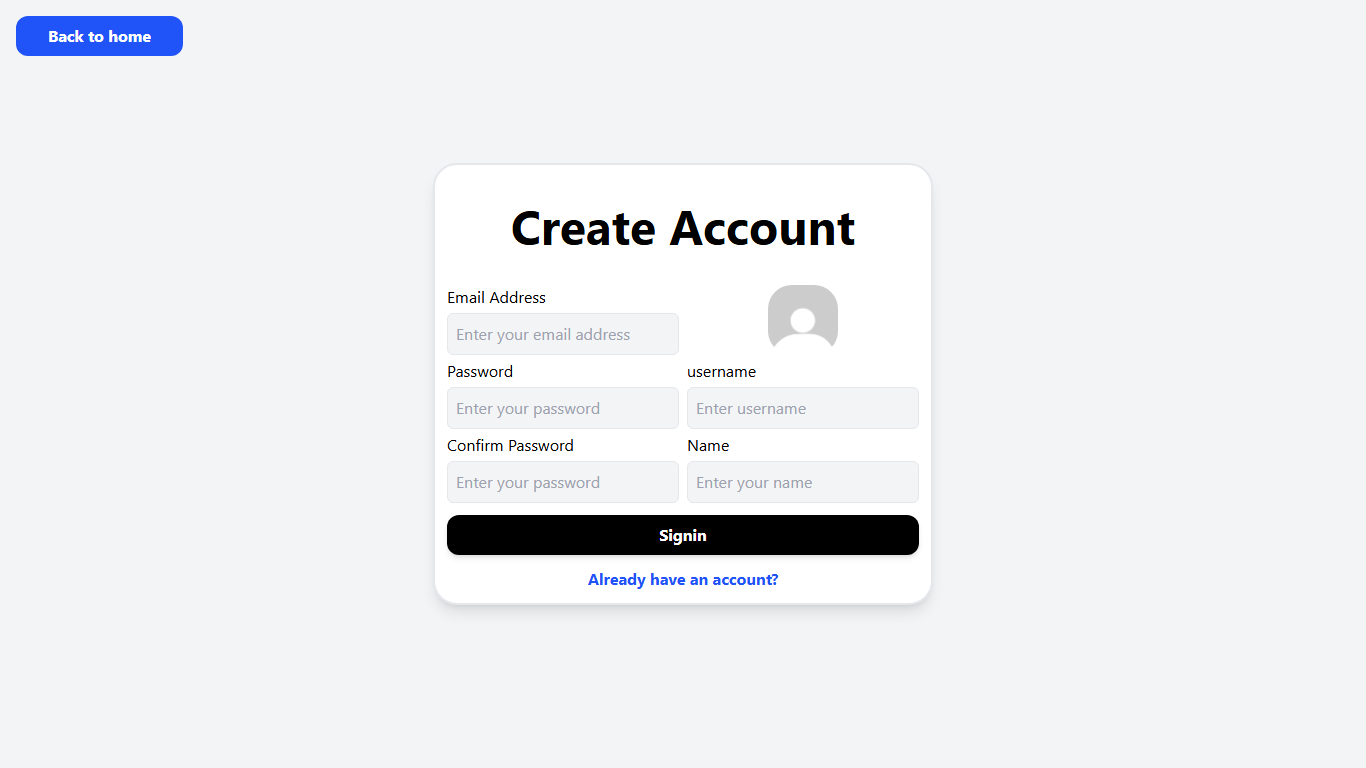 Back to home
Create Account
Email Address
Enter your email address
Password
username
Enter your password
Enter username
Confirm Password
Name
Enter your password
Enter your name
Signin
Already have an account?